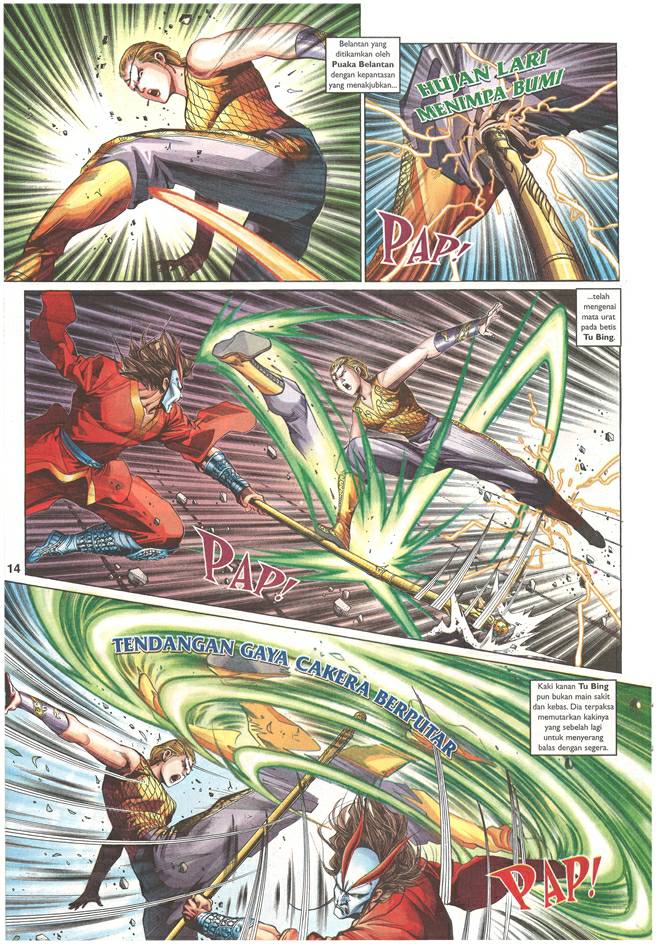 Belantan yang
ditikamkan oleh
Puaka Belantan
dengan kepantasan
yang menakjubkan...
HUJAN LARI
MENIMPA BUMI
PAP!
...telah
mengenai
mata urat
pada betis
Tu Bing.
PAP!
14
TENDANGAN GAYA CAKERA BERPUTAR
Kaki kanan Tu Bing
pun bukan main sakit
dan kebas. Dia terpaksa
memutarkan kakinya
yang sebelah lagi
untuk menyerang
balas dengan segera.
PAP!